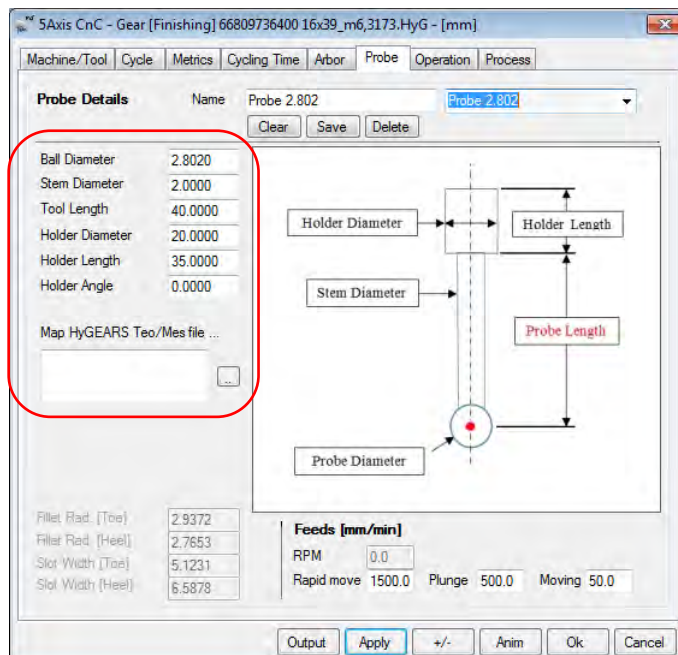 5Axis CnC - Gear [Finishing] 66809736400 16x39_m6,3173.HyG - [mm]
Machine/Tool Cycle Metrics Cycling Time Arbor Probe Operation Process
Probe Details Name Probe 2.802 Probe 2.802
Clear Save Delete
Ball Diameter 2.8020
Stem Diameter 2.0000
Tool Length 40.0000
Holder Diameter 20.0000
Holder Length 35.0000
Holder Angle 0.0000
Map HyGEARS Teo/Mes file ...
..
Holder Diameter
Holder Length
Stem Diameter
Probe Length
Probe Diameter
Fillet Rad. [Toe] 2.9372
Fillet Rad. [Heel] 2.7653
Slot Width [Toe] 5.1231
Slot Width [Heel] 6.5878
Feeds [mm/min]
RPM 0.0
Rapid move 1500.0 Plunge 500.0 Moving 50.0
Output Apply +/- Anim Ok Cancel